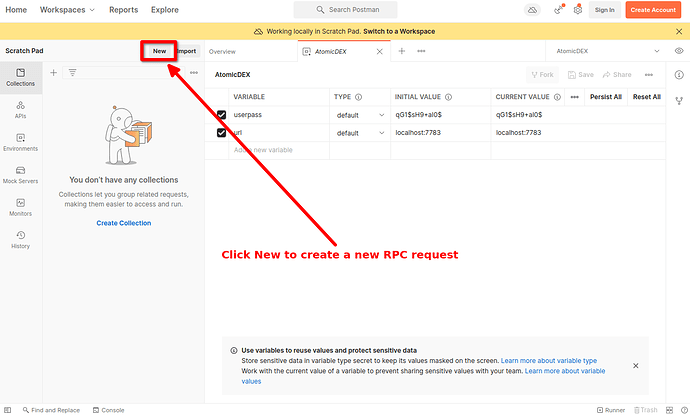 Home Workspaces Reports Explore Search Postman Sign In Create Account
Working locally in Scratch Pad. Switch to a Workspace
Scratch Pad New Import Overview AtomicDEX AtomicDEX
Collections
APIs
Environments
Mock Servers
Monitors
History
You don't have any collections
Collections let you group related requests,
making them easier to access and run.
Create Collection
AtomicDEX Fork Save Share
VARIABLE TYPE INITIAL VALUE CURRENT VALUE Persist All Reset All
userpass default qG1$sH9+aI0$ qG1$sH9+aI0$
url default localhost:7783 localhost:7783
Add a new variable
Click New to create a new RPC request
Use variables to reuse values and protect sensitive data
Store sensitive data in variable type secret to keep its values masked on the screen. Learn more about variable type
Work with the current value of a variable to prevent sharing sensitive values with your team. Learn more about variable
values
Find and Replace Console Runner Trash